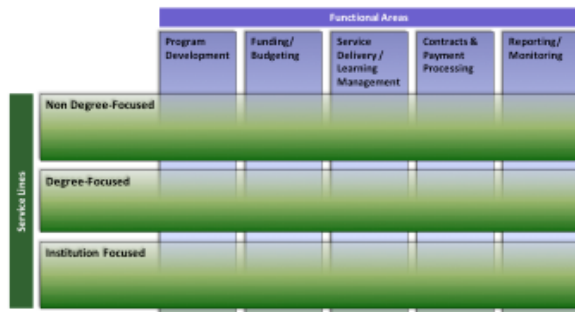 Functional Areas
Program
Development
Funding/
Budgeting
Service
Delivery/
Learning
Management
Contracts &
Payment
Processing
Reporting/
Monitoring
Service Lines
Non Degree-Focused
Degree-Focused
Institution Focused